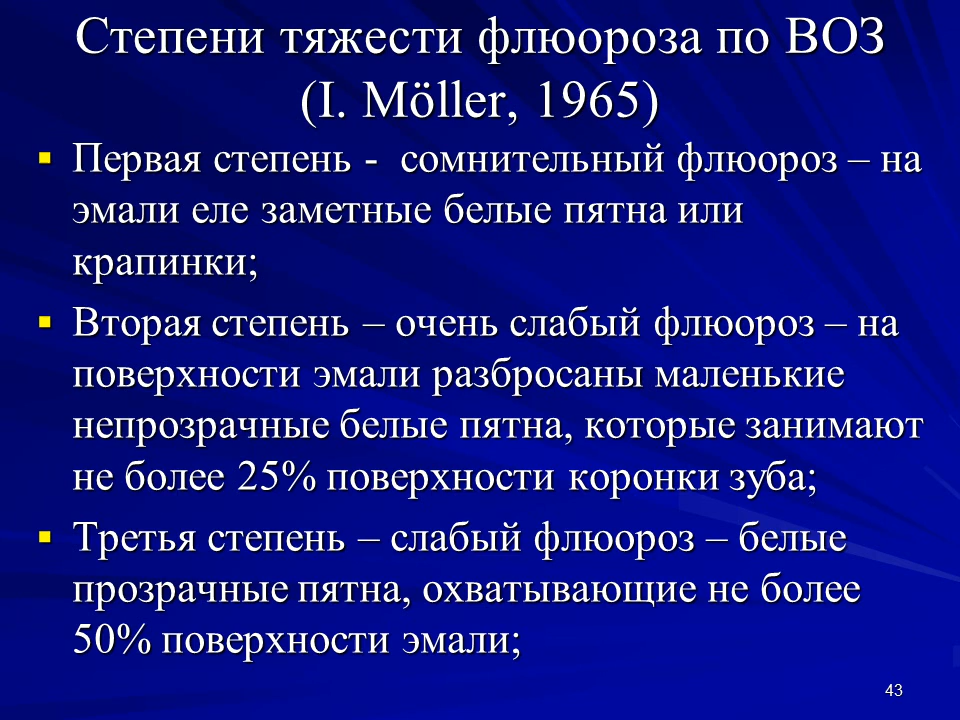 Степени тяжести флюороза по ВОЗ
(I. Möller, 1965)
▪ Первая степень - сомнительный флюороз – на
эмали еле заметные белые пятна или
крапинки;
▪ Вторая степень – очень слабый флюороз – на
поверхности эмали разбросаны маленькие
непрозрачные белые пятна, которые занимают
не более 25% поверхности коронки зуба;
▪ Третья степень – слабый флюороз – белые
прозрачные пятна, охватывающие не более
50% поверхности эмали;
43